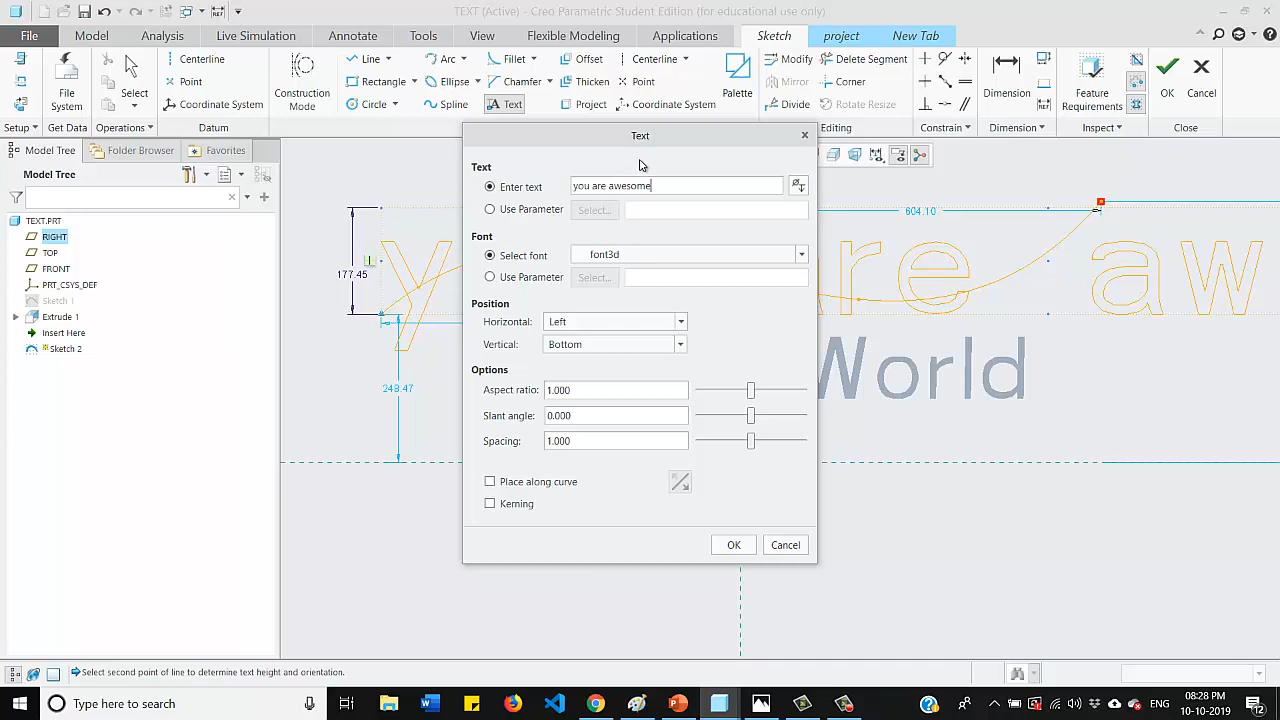 TEXT (Active) - Creo Parametric Student Edition (for educational use only)
File Model Analysis Live Simulation Annotate Tools View Flexible Modeling Applications Sketch project New Tab
Line Arc Fillet Offset Centerline Modify Delete Segment
Rectangle Ellipse Chamfer Thicken Point Mirror Corner
Circle Spline Text Project Coordinate System Divide Rotate Resize
File System Select Centerline Point Coordinate System Construction Mode Palette Dimension Feature Requirements OK Cancel
Setup Get Data Operations Datum Editing Constrain Dimension Inspect Close
Model Tree Folder Browser Favorites
Model Tree
TEXT.PRT
RIGHT
TOP
FRONT
PRT_CSYS_DEF
Sketch 1
Extrude 1
Insert Here
Sketch 2
Text
Text
Enter text you are awesome
Use Parameter Select...
Font
Select font font3d
Use Parameter Select...
Position
Horizontal: Left
Vertical: Bottom
Options
Aspect ratio: 1.000
Slant angle: 0.000
Spacing: 1.000
Place along curve
Kerning
OK Cancel
604.10
177.45
y are aw
World
248.47
Select second point of line to determine text height and orientation.
Type here to search
ENG
08:28 PM
10-10-2019
12